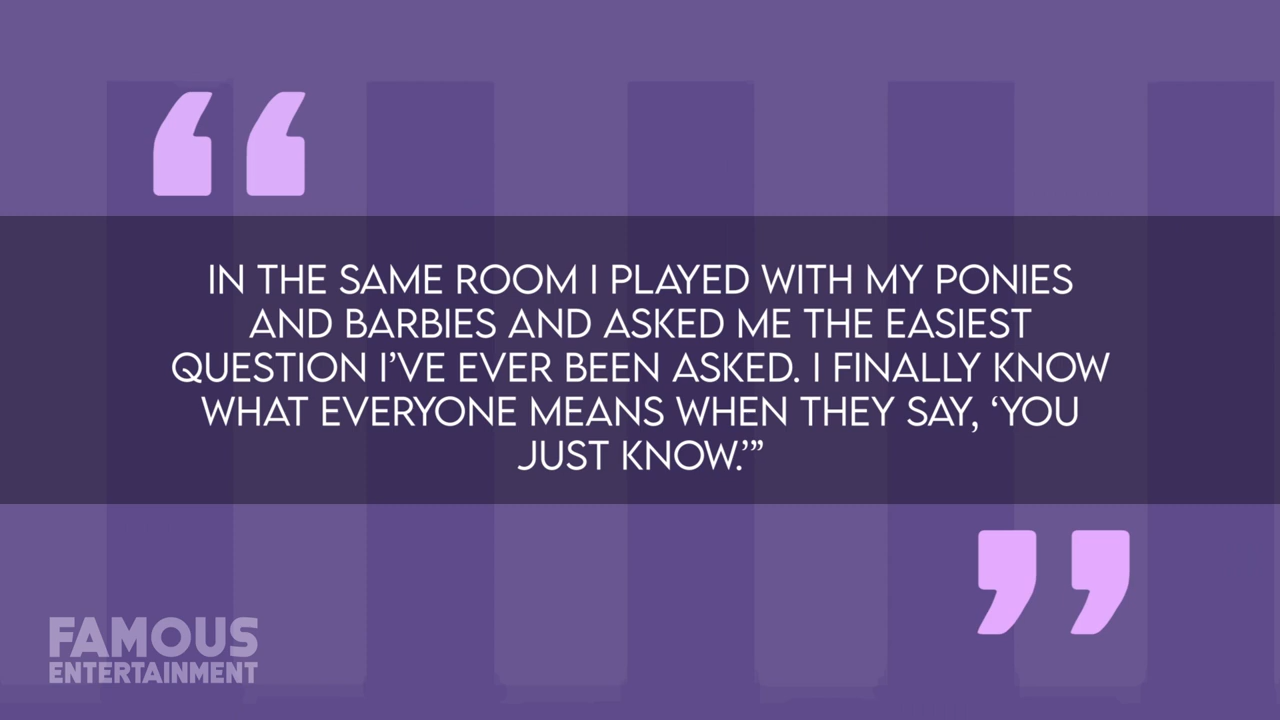 “
IN THE SAME ROOM I PLAYED WITH MY PONIES
AND BARBIES AND ASKED ME THE EASIEST
QUESTION I’VE EVER BEEN ASKED. I FINALLY KNOW
WHAT EVERYONE MEANS WHEN THEY SAY, ‘YOU
JUST KNOW.’”
”
FAMOUS
ENTERTAINMENT